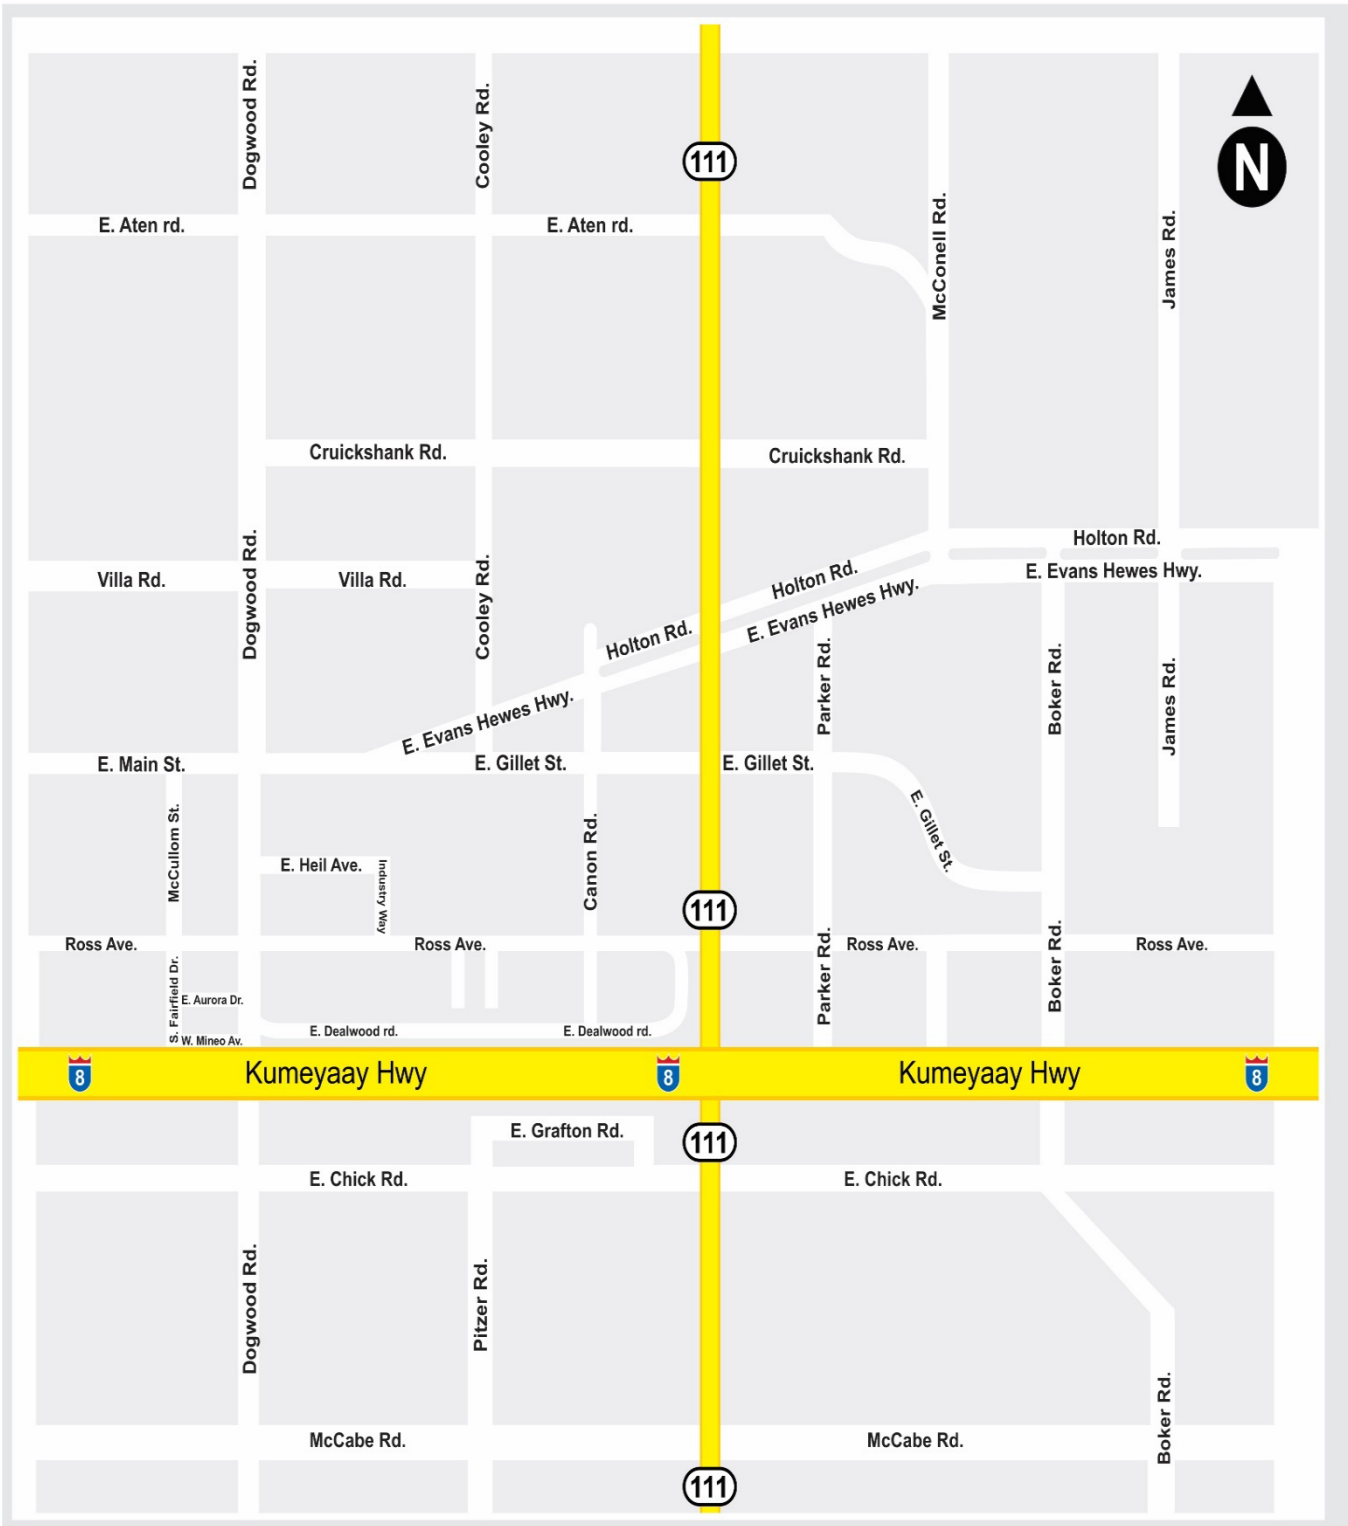 Dogwood Rd.
Cooley Rd.
111
N
E. Aten rd.
E. Aten rd.
McConell Rd.
James Rd.
Cruickshank Rd.
Cruickshank Rd.
Dogwood Rd.
Cooley Rd.
Holton Rd.
Villa Rd.
Villa Rd.
Holton Rd.
E. Evans Hewes Hwy.
Holton Rd.
E. Evans Hewes Hwy.
Parker Rd.
Boker Rd.
James Rd.
E. Evans Hewes Hwy.
E. Main St.
E. Gillet St.
E. Gillet St.
E. Gillet St.
McCullom St.
E. Heil Ave.
Industry Way
Canon Rd.
111
Ross Ave.
Ross Ave.
Ross Ave.
Ross Ave.
Parker Rd.
Boker Rd.
S. Fairfield Dr.
E. Aurora Dr.
E. Dealwood rd.
E. Dealwood rd.
W. Mineo Av.
8
Kumeyaay Hwy
8
Kumeyaay Hwy
8
E. Grafton Rd.
111
E. Chick Rd.
E. Chick Rd.
Dogwood Rd.
Pitzer Rd.
Boker Rd.
McCabe Rd.
McCabe Rd.
111